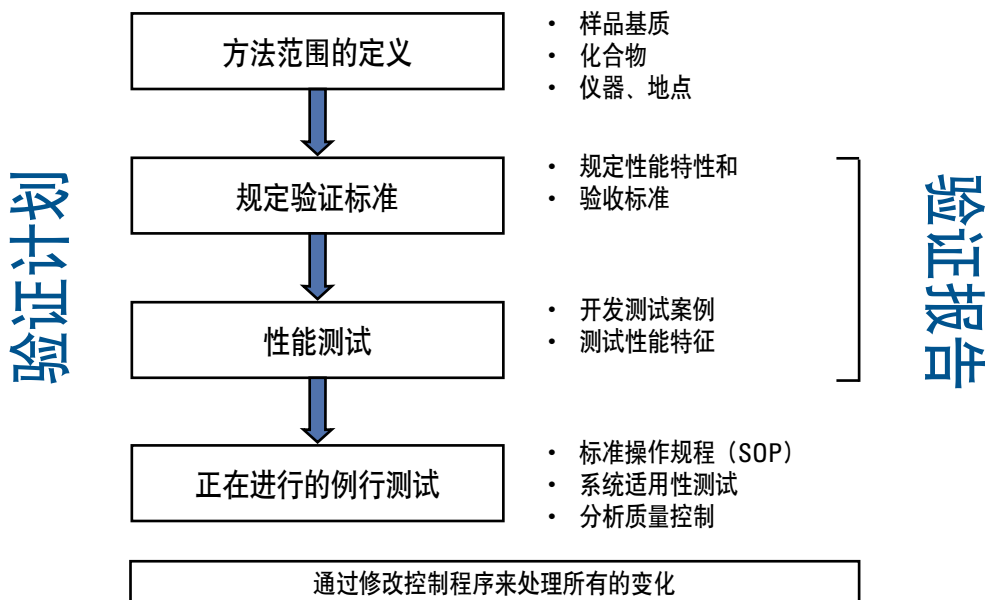 验证计划
方法范围的定义
· 样品基质
· 化合物
· 仪器、地点
规定验证标准
· 规定性能特性和
· 验收标准
性能测试
· 开发测试案例
· 测试性能特征
正在进行的例行测试
· 标准操作规程（SOP）
· 系统适用性测试
· 分析质量控制
验证报告
通过修改控制程序来处理所有的变化